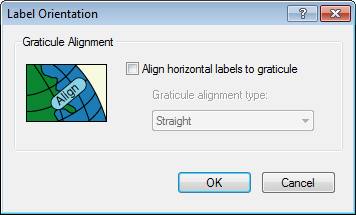 Label Orientation
Graticule Alignment
Align
Align horizontal labels to graticule
Graticule alignment type:
Straight
OK
Cancel